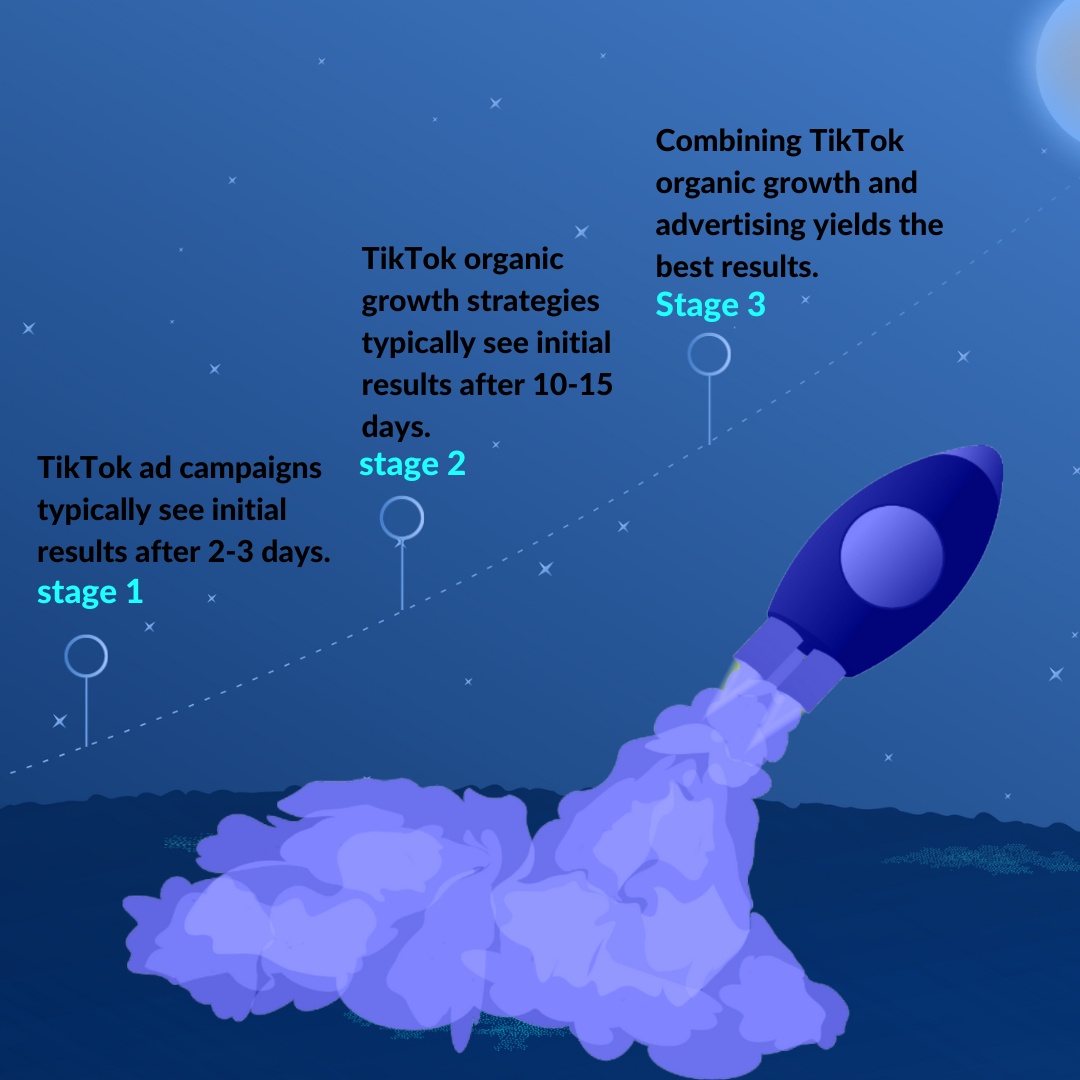 Combining TikTok
organic growth and
advertising yields the
best results.
Stage 3
TikTok organic
growth strategies
typically see initial
results after 10-15
days.
stage 2
TikTok ad campaigns
typically see initial
results after 2-3 days.
stage 1